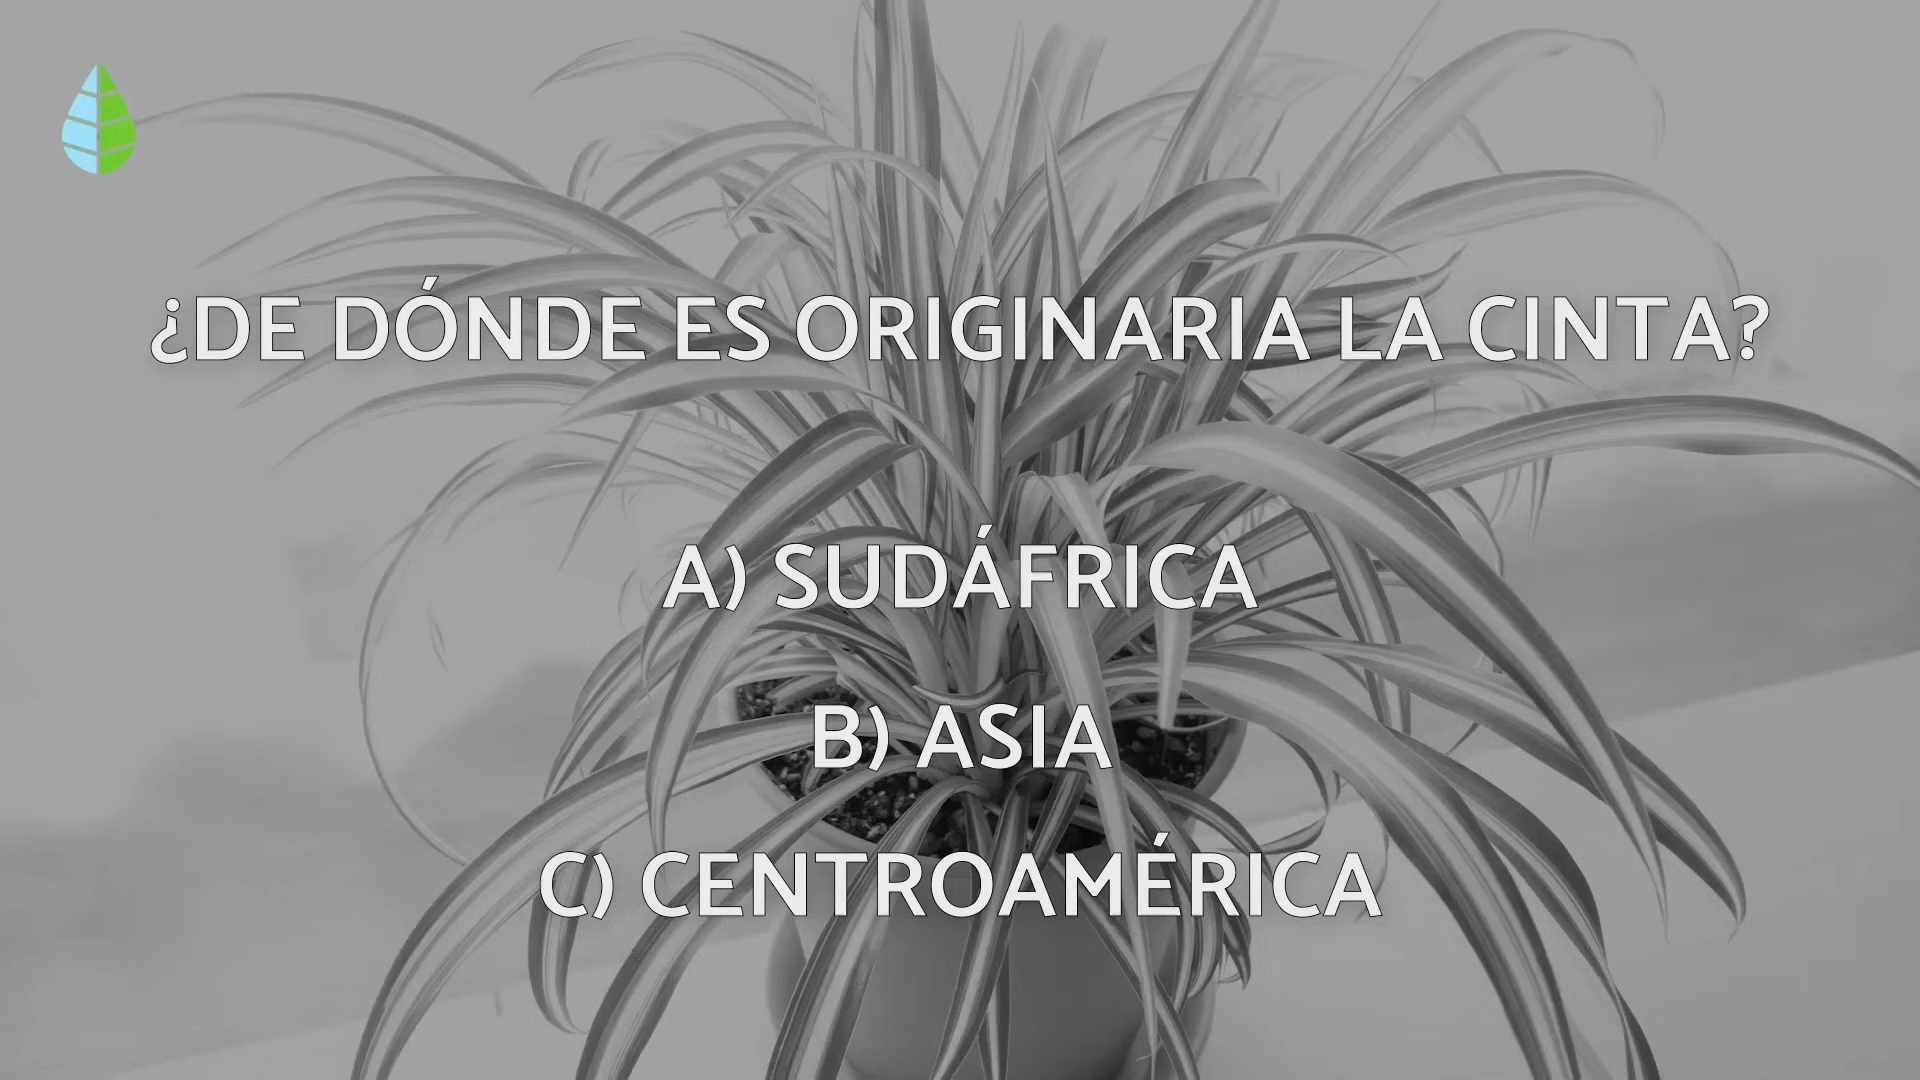 ¿DE DÓNDE ES ORIGINARIA LA CINTA?
A) SUDÁFRICA
B) ASIA
C) CENTROAMÉRICA